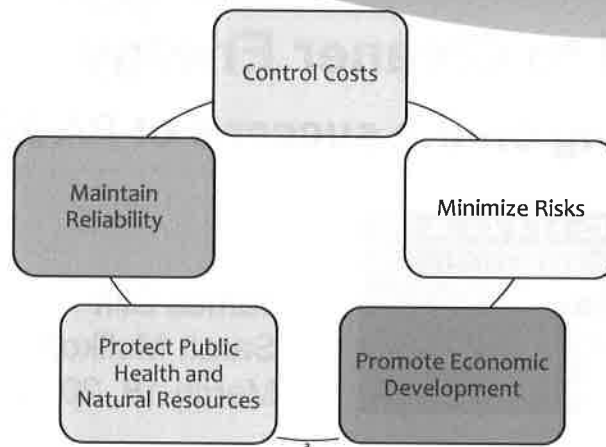 Control Costs
Minimize Risks
Promote Economic
Development
Protect Public
Health and
Natural Resources
Maintain
Reliability